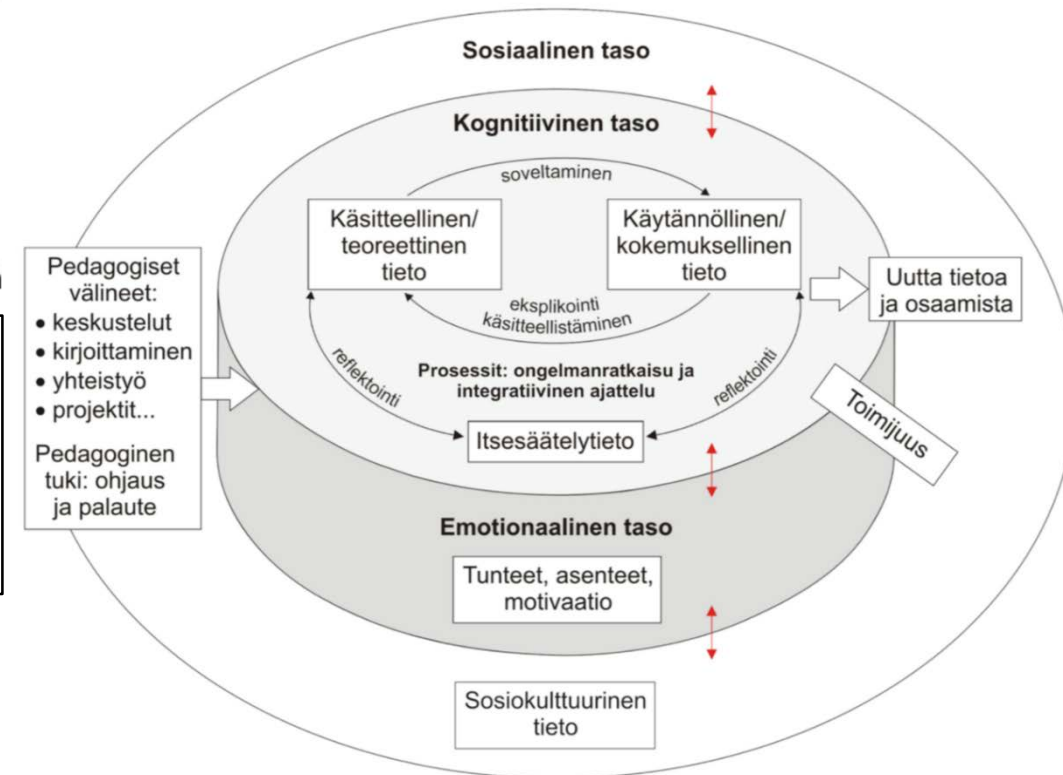 Sosiaalinen taso
Kognitiivinen taso
soveltaminen
Käsitteellinen/
teoreettinen
tieto
Käytännöllinen/
kokemuksellinen
tieto
Pedagogiset
välineet:
• keskustelut
• kirjoittaminen
• yhteistyö
• projektit...
Pedagoginen
tuki: ohjaus
ja palaute
eksplikointi
käsitteellistäminen
Uutta tietoa
ja osaamista
reflektointi
Prosessit: ongelmanratkaisu ja
integratiivinen ajattelu
reflektointi
Itsesäätelytieto
Toimijuus
Emotionaalinen taso
Tunteet, asenteet,
motivaatio
Sosiokulttuurinen
tieto